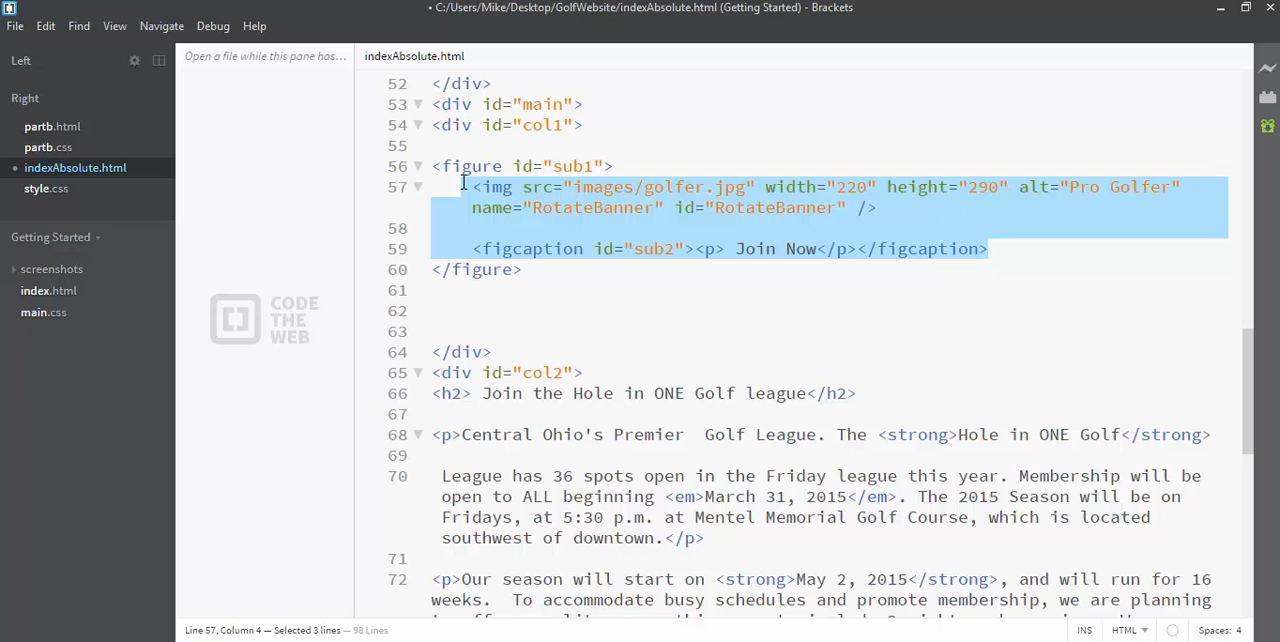 • C:/Users/Mike/Desktop/GolfWebsite/indexAbsolute.html (Getting Started) - Brackets
File Edit Find View Navigate Debug Help
Left
Right
partb.html
partb.css
• indexAbsolute.html
style.css
Getting Started
screenshots
index.html
main.css
Open a file while this pane has...
CODE
THE
WEB
indexAbsolute.html
52 </div>
53 <div id="main">
54 <div id="col1">
55
56 <figure id="sub1">
57 <img src="images/golfer.jpg" width="220" height="290" alt="Pro Golfer"
name="RotateBanner" id="RotateBanner" />
58
59 <figcaption id="sub2"><p> Join Now</p></figcaption>
60 </figure>
61
62
63
64 </div>
65 <div id="col2">
66 <h2> Join the Hole in ONE Golf league</h2>
67
68 <p>Central Ohio's Premier  Golf League. The <strong>Hole in ONE Golf</strong>
69
70 League has 36 spots open in the Friday league this year. Membership will be
open to ALL beginning <em>March 31, 2015</em>. The 2015 Season will be on
Fridays, at 5:30 p.m. at Mentel Memorial Golf Course, which is located
southwest of downtown.</p>
71
72 <p>Our season will start on <strong>May 2, 2015</strong>, and will run for 16
weeks.  To accommodate busy schedules and promote membership, we are planning
Line 57, Column 4 — Selected 3 lines — 98 Lines
INS HTML Spaces: 4